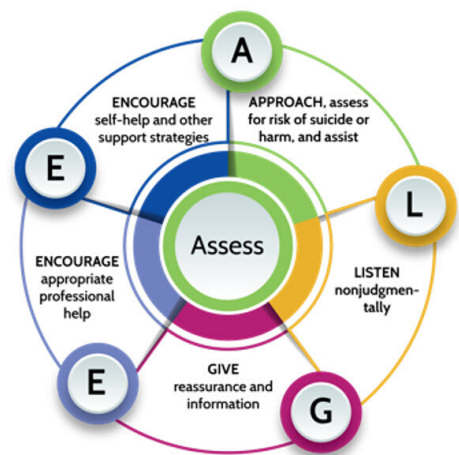 A
APPROACH, assess
for risk of suicide or
harm, and assist
L
LISTEN
nonjudgmen-
tally
G
GIVE
reassurance and
information
E
ENCOURAGE
appropriate
professional
help
E
ENCOURAGE
self-help and other
support strategies
Assess